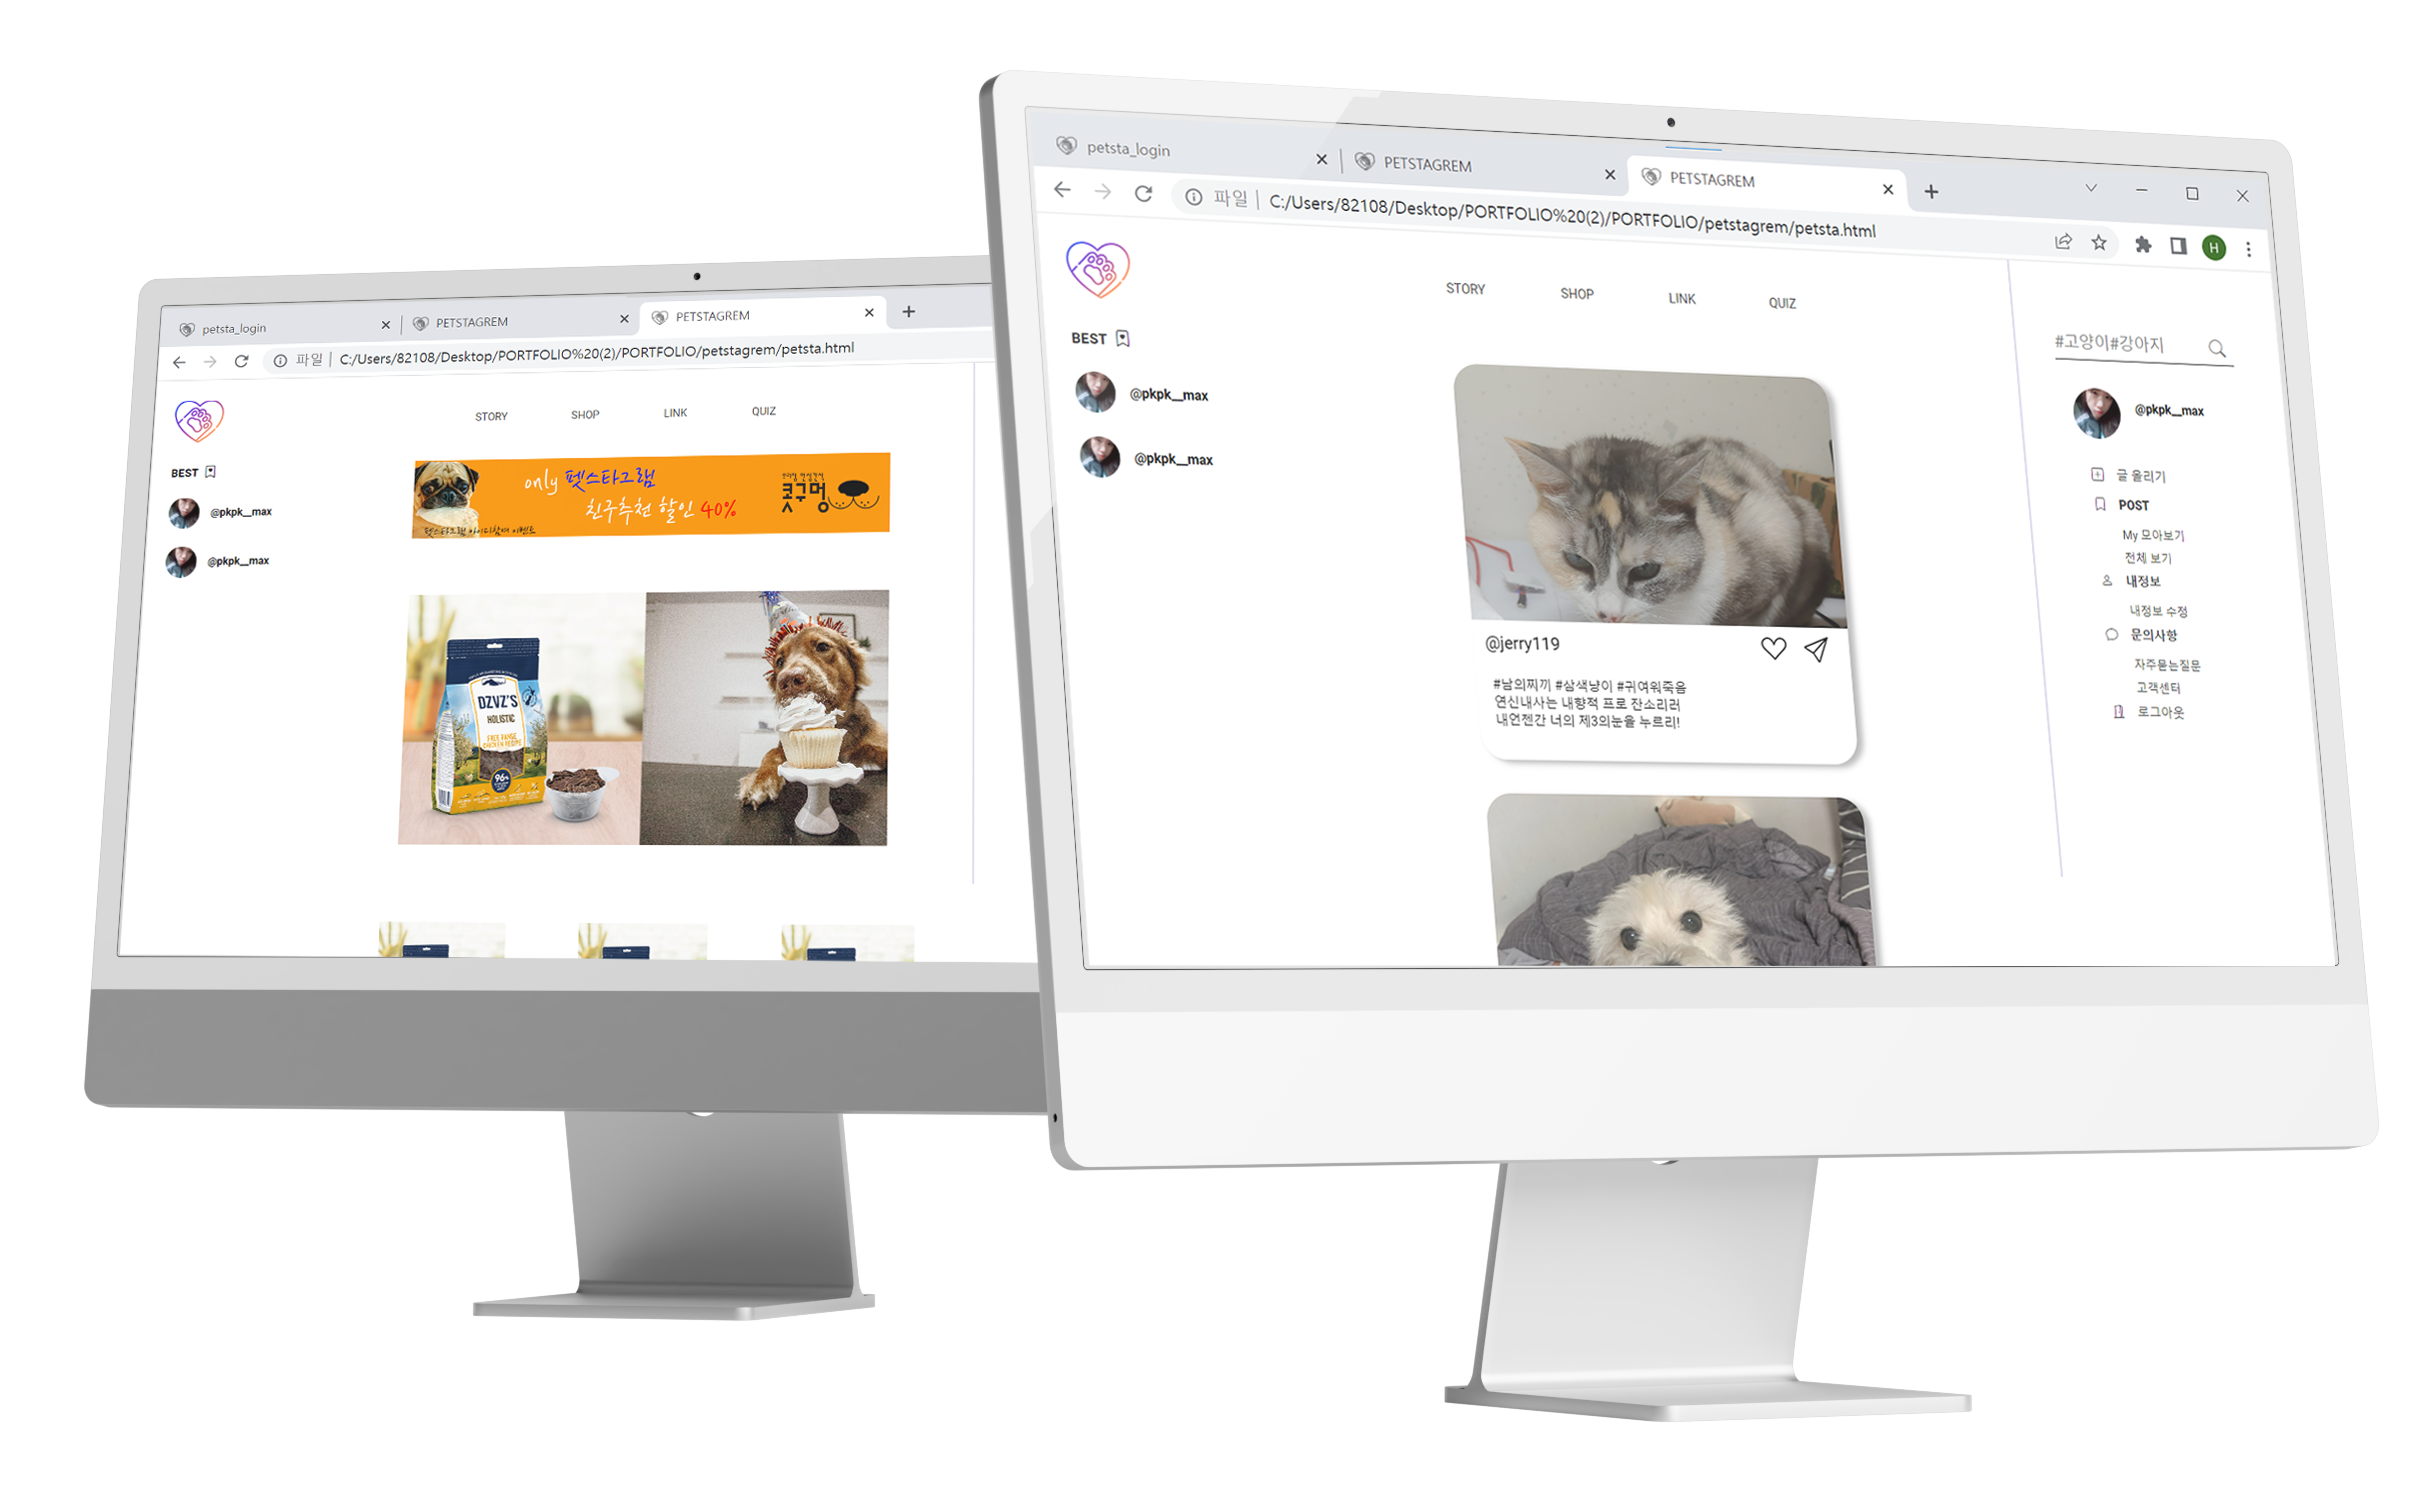 petsta_login
PETSTAGREM
PETSTAGREM
파일
C:/Users/82108/Desktop/PORTFOLIO%20(2)/PORTFOLIO/petstagrem/petsta.html
STORY
SHOP
LINK
QUIZ
BEST
@pkpk__max
@pkpk__max
only 펫스타그램
친구추천 할인 40%
펫스타그램 아이디참여 이벤트
콧구멍
DZVZ'S
HOLISTIC
FREE RANGE
CHICKEN RECIPE
96%
petsta_login
PETSTAGREM
PETSTAGREM
파일
C:/Users/82108/Desktop/PORTFOLIO%20(2)/PORTFOLIO/petstagrem/petsta.html
H
STORY
SHOP
LINK
QUIZ
BEST
@pkpk__max
@pkpk__max
@jerry119
#남의찌끼 #삼색냥이 #귀여워죽음
연신내사는 내향적 프로 잔소리러
내언젠간 너의 제3의눈을 누르리!
#고양이#강아지
@pkpk__max
글 올리기
POST
My 모아보기
전체 보기
내정보
내정보 수정
문의사항
자주묻는질문
고객센터
로그아웃